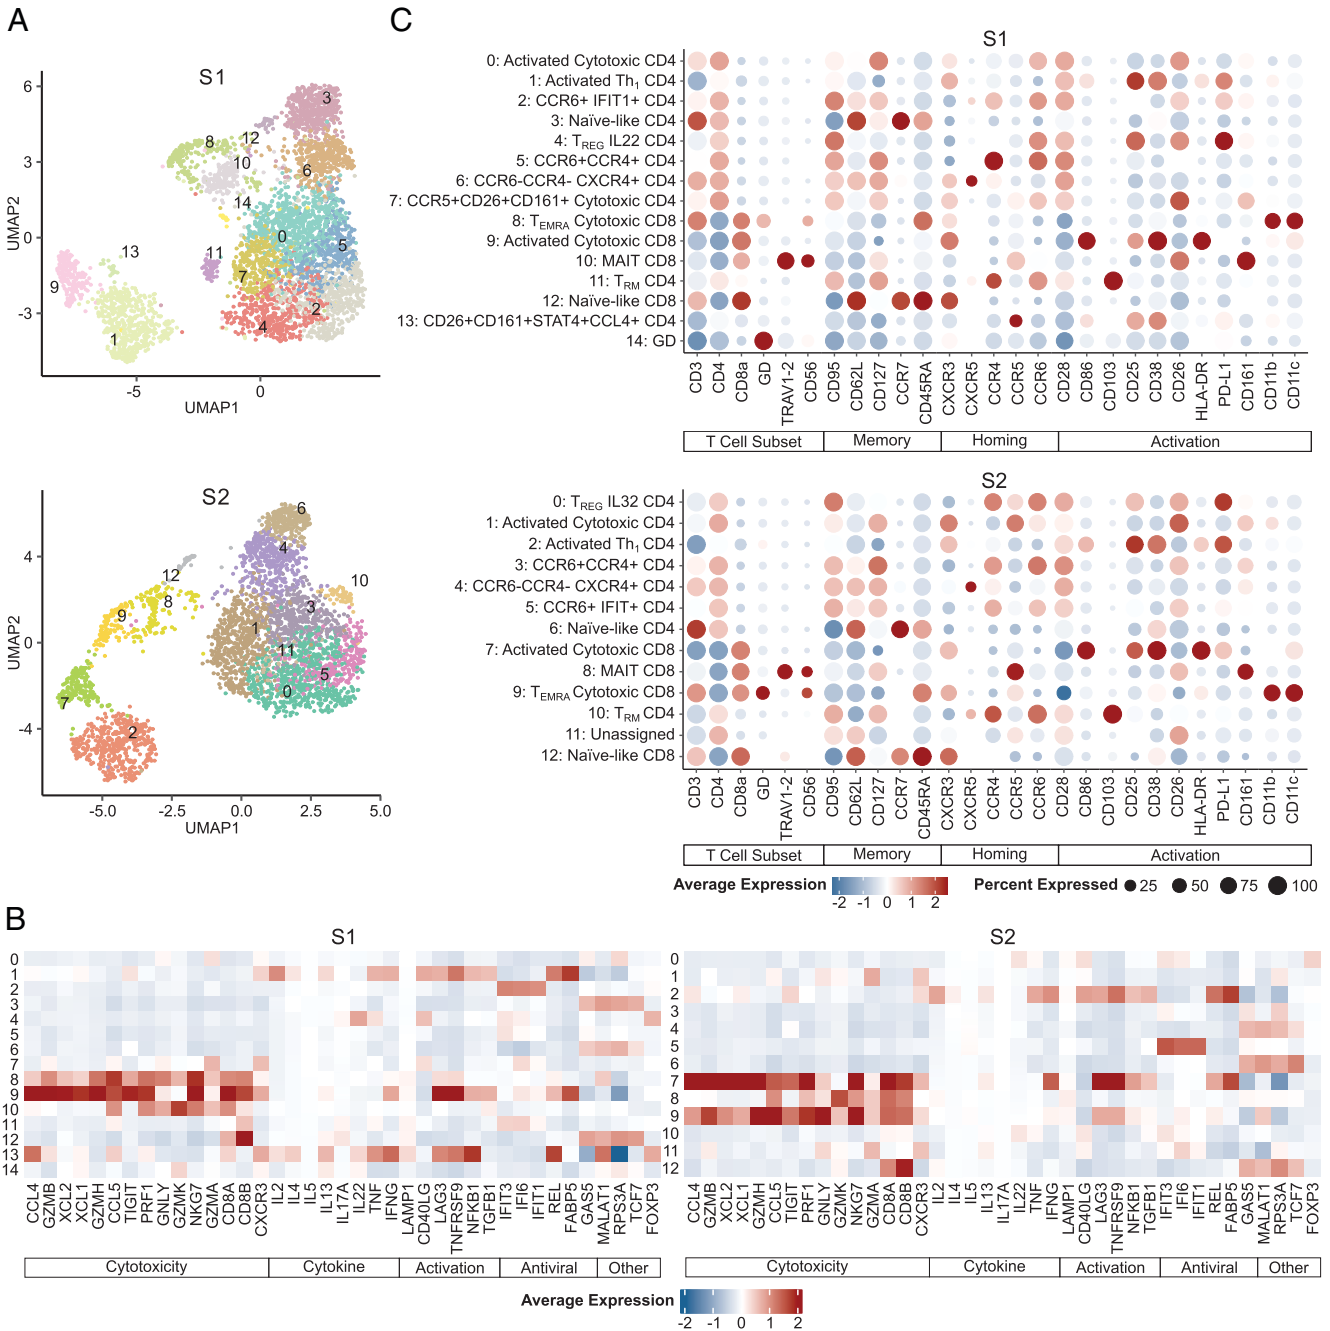 A
S1
UMAP2
6
3
0
-3
-5
0
UMAP1
3
8
12
10
6
14
0
5
13
11
9
7
2
4
1
S2
UMAP2
4
0
-4
-5.0
-2.5
0.0
2.5
5.0
UMAP1
6
4
12
10
8
9
3
1
11
5
7
0
2
C
S1
0: Activated Cytotoxic CD4
1: Activated Th1 CD4
2: CCR6+ IFIT1+ CD4
3: Naïve-like CD4
4: TREG IL22 CD4
5: CCR6+CCR4+ CD4
6: CCR6-CCR4- CXCR4+ CD4
7: CCR5+CD26+CD161+ Cytotoxic CD4
8: TEMRA Cytotoxic CD8
9: Activated Cytotoxic CD8
10: MAIT CD8
11: TRM CD4
12: Naïve-like CD8
13: CD26+CD161+STAT4+CCL4+ CD4
14: GD
CD3 CD4 CD8a GD TRAV1-2 CD56 CD95 CD62L CD127 CCR7 CD45RA CXCR3 CXCR5 CCR4 CCR5 CCR6 CD28 CD86 CD103 CD25 CD38 CD26 HLA-DR PD-L1 CD161 CD11b CD11c
T Cell Subset Memory Homing Activation
S2
0: TREG IL32 CD4
1: Activated Cytotoxic CD4
2: Activated Th1 CD4
3: CCR6+CCR4+ CD4
4: CCR6-CCR4- CXCR4+ CD4
5: CCR6+ IFIT+ CD4
6: Naïve-like CD4
7: Activated Cytotoxic CD8
8: MAIT CD8
9: TEMRA Cytotoxic CD8
10: TRM CD4
11: Unassigned
12: Naïve-like CD8
CD3 CD4 CD8a GD TRAV1-2 CD56 CD95 CD62L CD127 CCR7 CD45RA CXCR3 CXCR5 CCR4 CCR5 CCR6 CD28 CD86 CD103 CD25 CD38 CD26 HLA-DR PD-L1 CD161 CD11b CD11c
T Cell Subset Memory Homing Activation
Average Expression -2 -1 0 1 2
Percent Expressed 25 50 75 100
B
S1
0
1
2
3
4
5
6
7
8
9
10
11
12
13
14
CCL4 GZMB XCL2 XCL1 GZMH CCL5 TIGIT PRF1 GNLY GZMK NKG7 GZMA CD8A CD8B CXCR3 IL2 IL4 IL5 IL13 IL17A IL22 TNF IFNG LAMP1 CD40LG LAG3 TNFRSF9 NFKB1 TGFB1 IFIT3 IFI6 IFIT1 REL FABP5 GAS5 MALAT1 RPS3A TCF7 FOXP3
Cytotoxicity Cytokine Activation Antiviral Other
S2
0
1
2
3
4
5
6
7
8
9
10
11
12
CCL4 GZMB XCL2 XCL1 GZMH CCL5 TIGIT PRF1 GNLY GZMK NKG7 GZMA CD8A CD8B CXCR3 IL2 IL4 IL5 IL13 IL17A IL22 TNF IFNG LAMP1 CD40LG LAG3 TNFRSF9 NFKB1 TGFB1 IFIT3 IFI6 IFIT1 REL FABP5 GAS5 MALAT1 RPS3A TCF7 FOXP3
Cytotoxicity Cytokine Activation Antiviral Other
Average Expression -2 -1 0 1 2